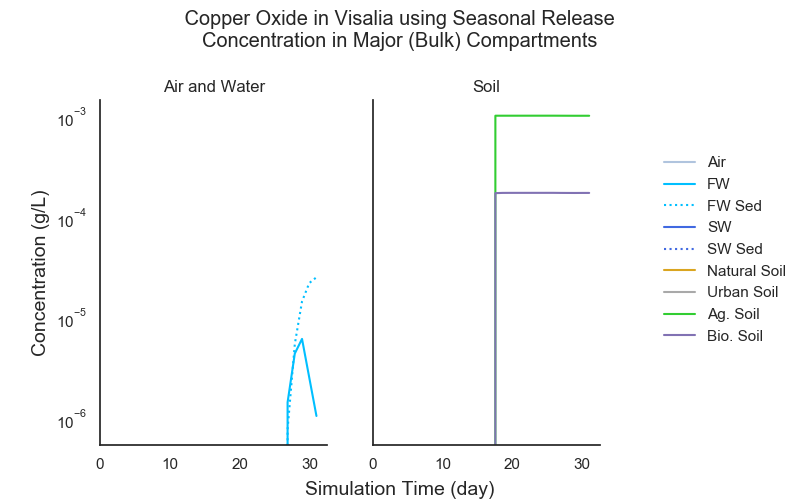 Copper Oxide in Visalia using Seasonal Release
Concentration in Major (Bulk) Compartments
Air and Water
Soil
Concentration (g/L)
10⁻³
10⁻⁴
10⁻⁵
10⁻⁶
0 10 20 30
0 10 20 30
Simulation Time (day)
Air
FW
FW Sed
SW
SW Sed
Natural Soil
Urban Soil
Ag. Soil
Bio. Soil